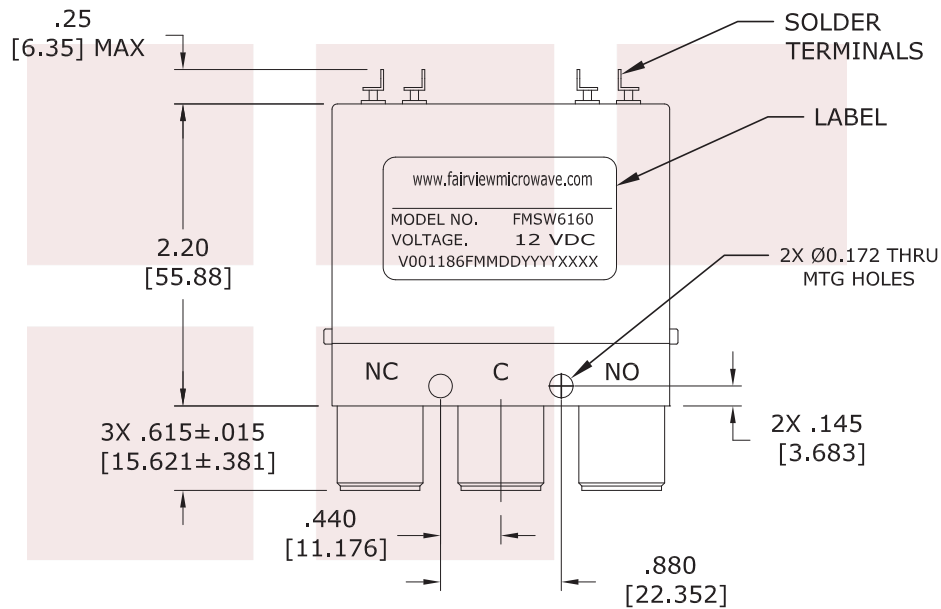 .25
[6.35] MAX
SOLDER
TERMINALS
LABEL
www.fairviewmicrowave.com
MODEL NO. FMSW6160
VOLTAGE. 12 VDC
V001186FMMDDYYYYXXXX
2.20
[55.88]
2X Ø0.172 THRU
MTG HOLES
NC C NO
3X .615±.015
[15.621±.381]
2X .145
[3.683]
.440
[11.176]
.880
[22.352]